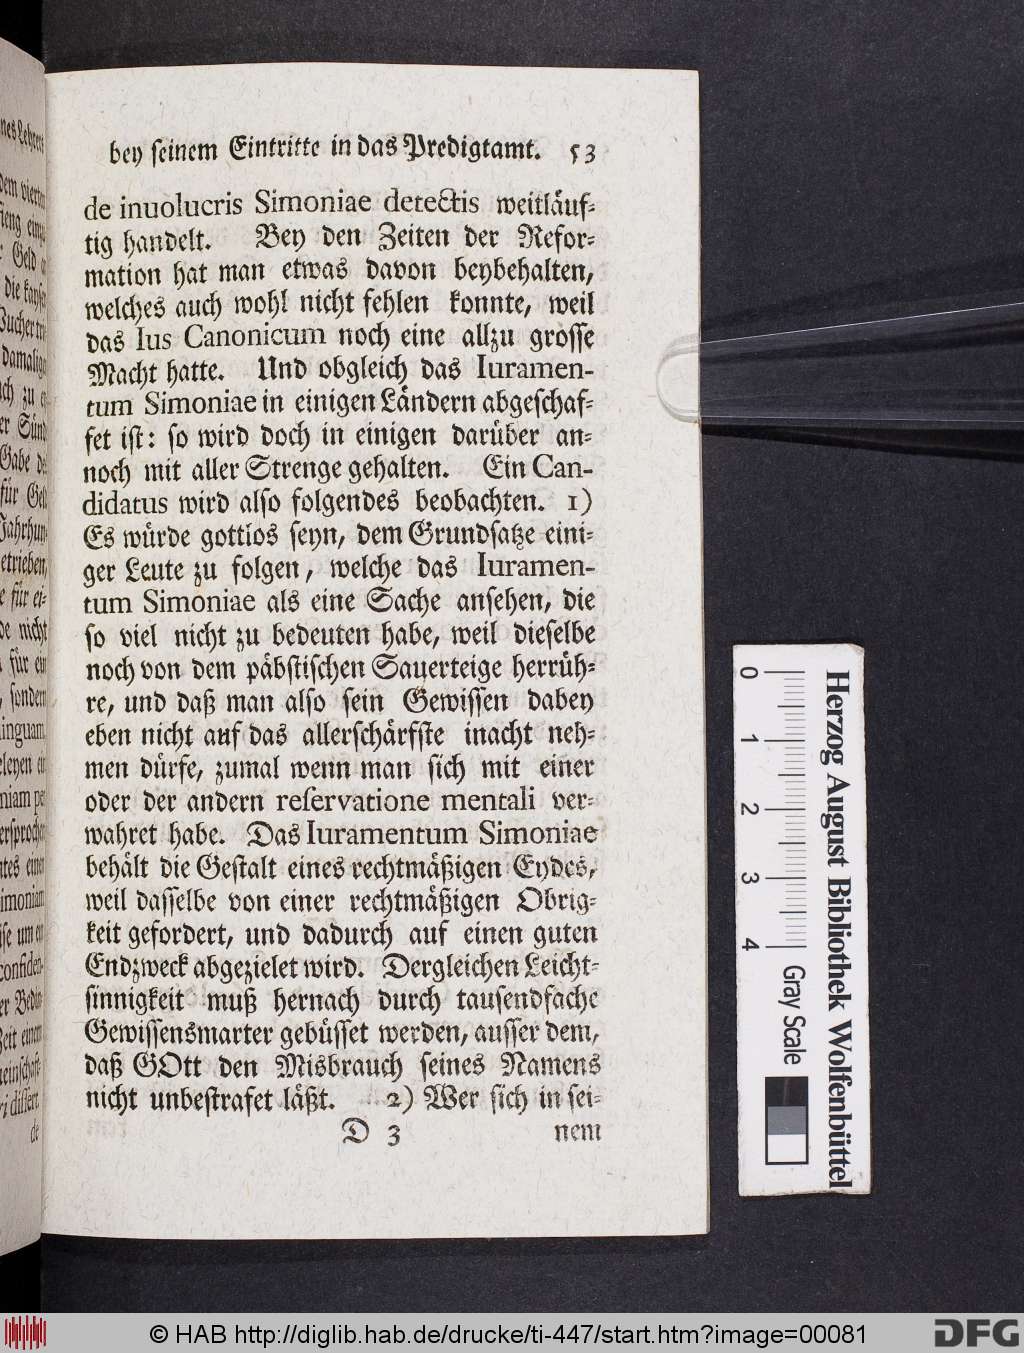 bey seinem Eintritte in das Predigtamt. 53
de inuolucris Simoniae detectis weitläuf-
tig handelt. Bey den Zeiten der Refor-
mation hat man etwas davon beybehalten,
welches auch wohl nicht fehlen konnte, weil
das Ius Canonicum noch eine allzu grosse
Macht hatte. Und obgleich das Iuramen-
tum Simoniae in einigen Ländern abgeschaf-
fet ist: so wird doch in einigen darüber an-
noch mit aller Strenge gehalten. Ein Can-
didatus wird also folgendes beobachten. 1)
Es würde gottlos seyn, dem Grundsatze eini-
ger Leute zu folgen, welche das Iuramen-
tum Simoniae als eine Sache ansehen, die
so viel nicht zu bedeuten habe, weil dieselbe
noch von dem päbstischen Sauerteige herrüh-
re, und daß man also sein Gewissen dabey
eben nicht auf das allerschärfste inacht neh-
men dürfe, zumal wenn man sich mit einer
oder der andern reservatione mentali ver-
wahret habe. Das Iuramentum Simoniae
behält die Gestalt eines rechtmäßigen Eydes,
weil dasselbe von einer rechtmäßigen Obrig-
keit gefordert, und dadurch auf einen guten
Endzweck abgezielet wird. Dergleichen Leicht-
sinnigkeit muß hernach durch tausendfache
Gewissensmarter gebüsset werden, ausser dem,
daß GOtt den Misbrauch seines Namens
nicht unbestrafet läßt. 2) Wer sich in sei-
D 3 nem
0 1 2 3 4 Gray Scale
Herzog August Bibliothek Wolfenbüttel
© HAB http://diglib.hab.de/drucke/ti-447/start.htm?image=00081
DFG